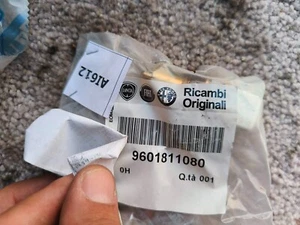 AI612
Ricambi
Originali
9601811080
0H
Q.tà 001